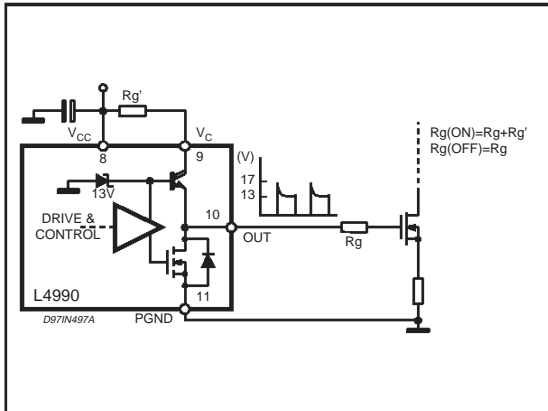 Rg'
VCC
VC
8
9
(V)
17
13
13V
DRIVE &
CONTROL
10
OUT
Rg
Rg(ON)=Rg+Rg'
Rg(OFF)=Rg
L4990
11
D97IN497A
PGND